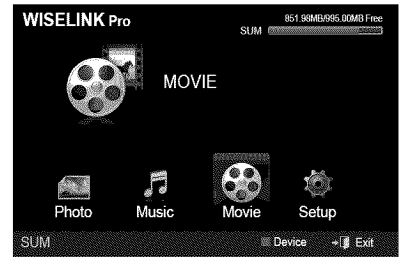 WISELINK Pro
851.98MB/995.00MB Free
SUM
MOVIE
Photo Music Movie Setup
SUM Device Exit